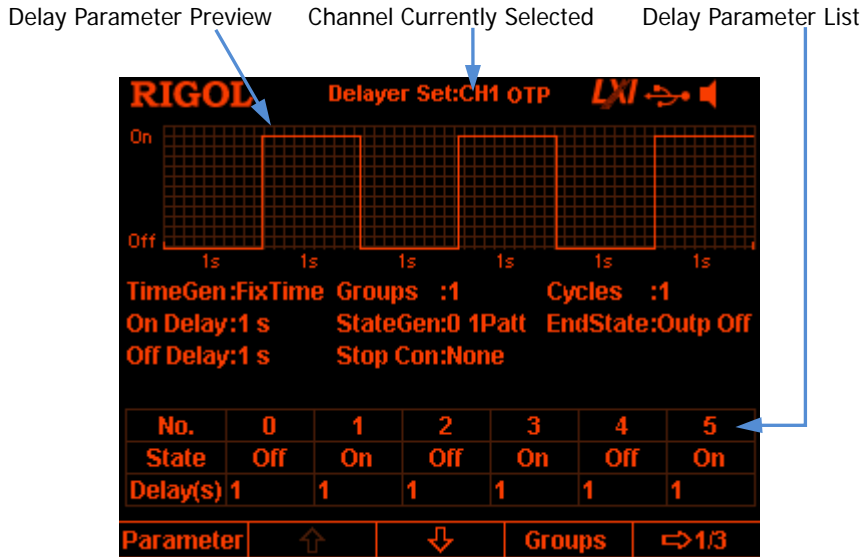 Delay Parameter Preview Channel Currently Selected Delay Parameter List
RIGOL Delayer Set:CH1 OTP LXI
On
Off
1s 1s 1s 1s 1s 1s
TimeGen:FixTime Groups :1 Cycles :1
On Delay:1 s StateGen:0 1Patt EndState:Outp Off
Off Delay:1 s Stop Con:None
No. 0 1 2 3 4 5
State Off On Off On Off On
Delay(s) 1 1 1 1 1 1
Parameter Groups 1/3